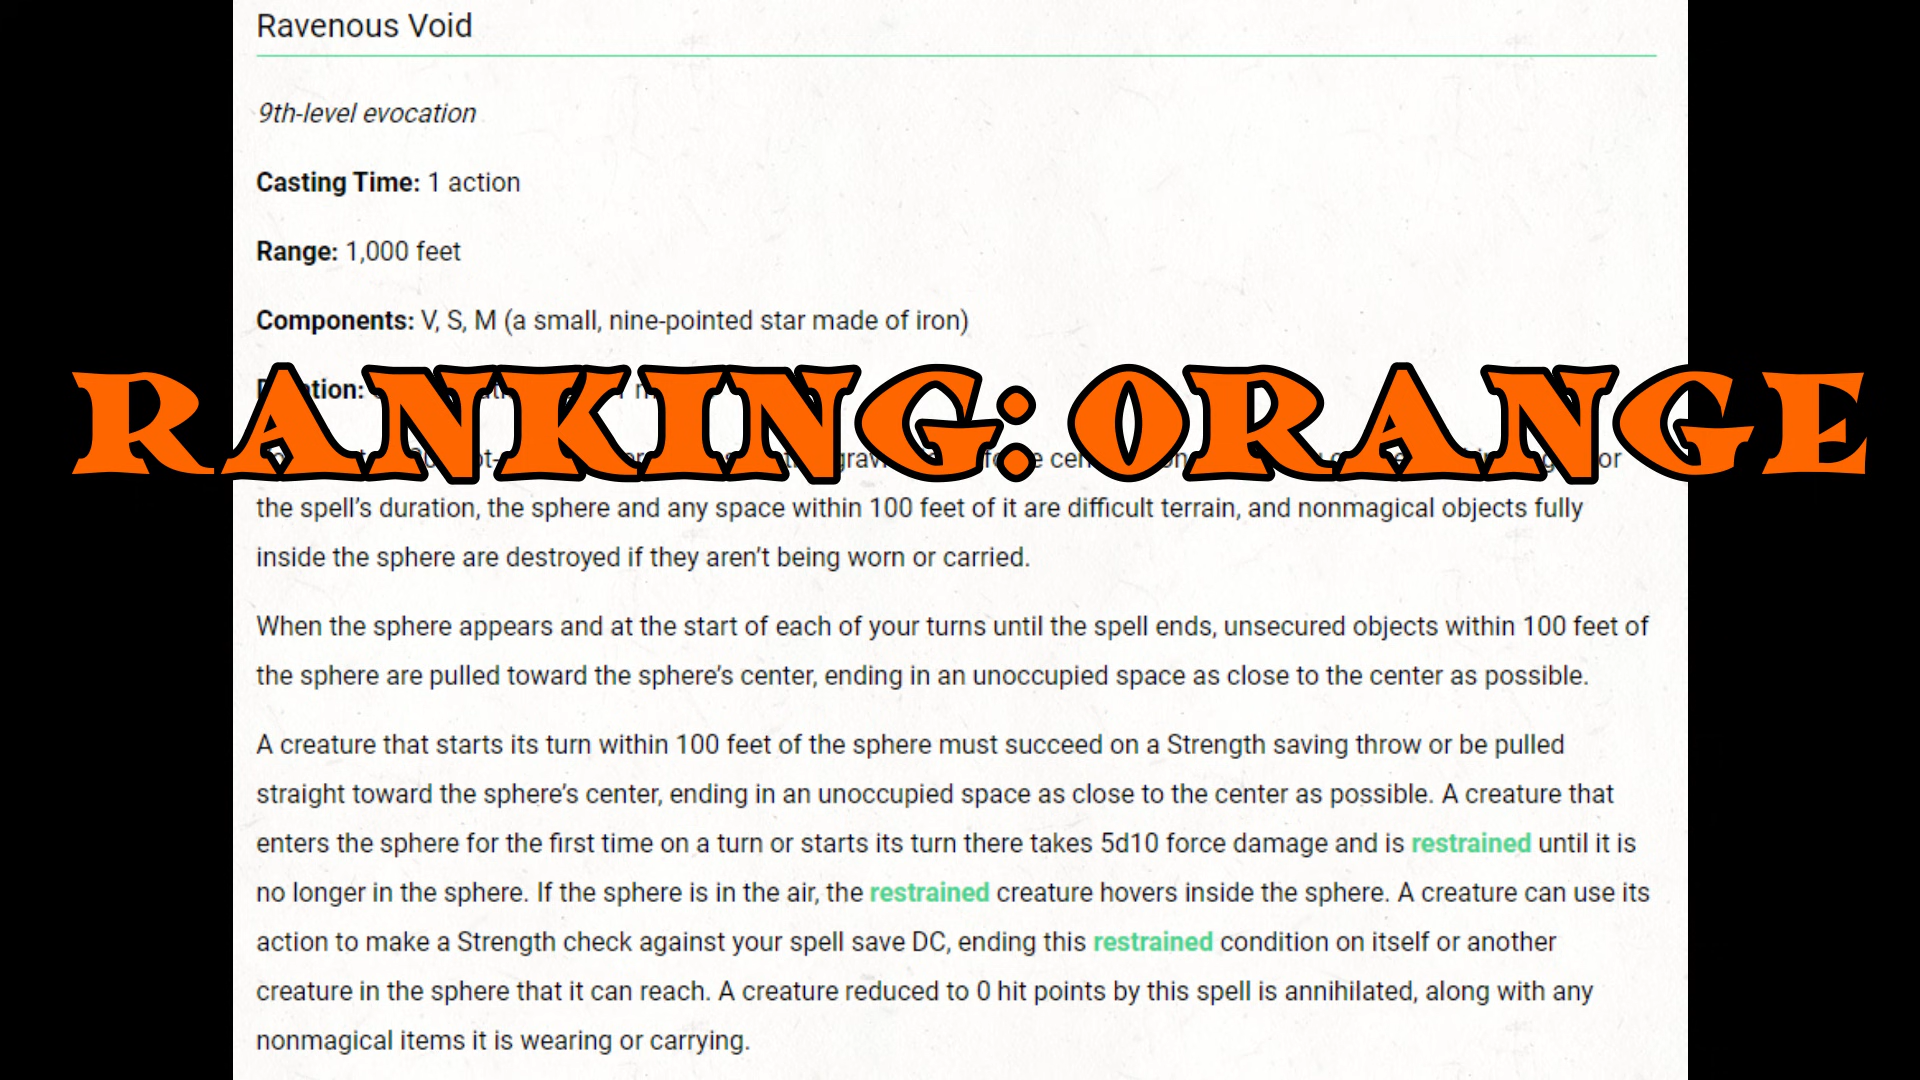 Ravenous Void
9th-level evocation
Casting Time: 1 action
Range: 1,000 feet
Components: V, S, M (a small, nine-pointed star made of iron)
RANKING: ORANGE
the spell’s duration, the sphere and any space within 100 feet of it are difficult terrain, and nonmagical objects fully
inside the sphere are destroyed if they aren’t being worn or carried.
When the sphere appears and at the start of each of your turns until the spell ends, unsecured objects within 100 feet of
the sphere are pulled toward the sphere’s center, ending in an unoccupied space as close to the center as possible.
A creature that starts its turn within 100 feet of the sphere must succeed on a Strength saving throw or be pulled
straight toward the sphere’s center, ending in an unoccupied space as close to the center as possible. A creature that
enters the sphere for the first time on a turn or starts its turn there takes 5d10 force damage and is restrained until it is
no longer in the sphere. If the sphere is in the air, the restrained creature hovers inside the sphere. A creature can use its
action to make a Strength check against your spell save DC, ending this restrained condition on itself or another
creature in the sphere that it can reach. A creature reduced to 0 hit points by this spell is annihilated, along with any
nonmagical items it is wearing or carrying.